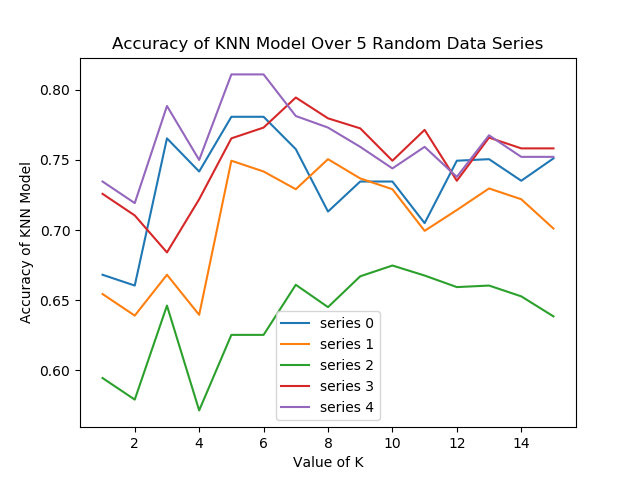 Accuracy of KNN Model Over 5 Random Data Series
Accuracy of KNN Model
0.80
0.75
0.70
0.65
0.60
series 0
series 1
series 2
series 3
series 4
2 4 6 8 10 12 14
Value of K